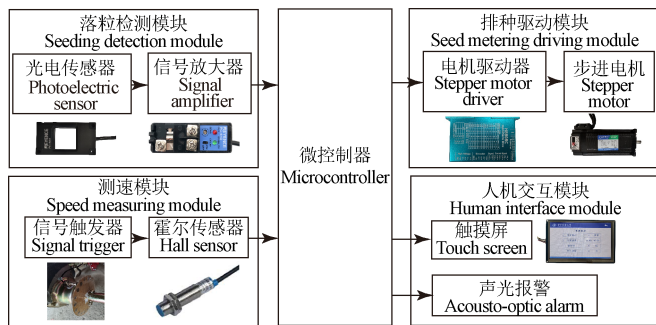 落粒检测模块
Seeding detection module
光电传感器
Photoelectric
sensor
信号放大器
Signal
amplifier
测速模块
Speed measuring module
信号触发器
Signal trigger
霍尔传感器
Hall sensor
微控制器
Microcontroller
排种驱动模块
Seed metering driving module
电机驱动器
Stepper motor
driver
步进电机
Stepper
motor
人机交互模块
Human interface module
触摸屏
Touch screen
声光报警
Acousto-optic alarm